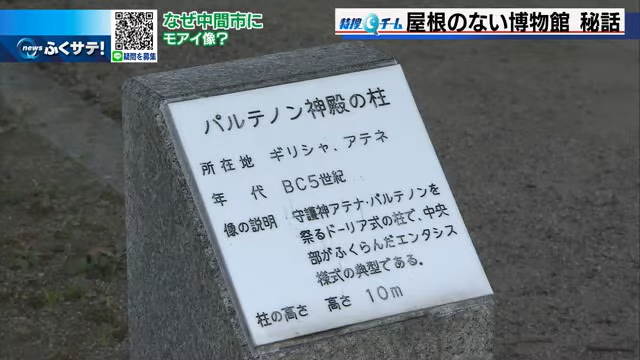 news ふくサテ!
疑問を募集
なぜ中間市に
モアイ像?
特捜Qチーム 屋根のない博物館 秘話
パルテノン神殿の柱
所在地 ギリシャ、アテネ
年 代 BC5世紀
像の説明 守護神アテナ・パルテノンを
祭るドーリア式の柱で、中央
部がふくらんだエンタシス
様式の典型である。
柱の高さ 高さ 10m